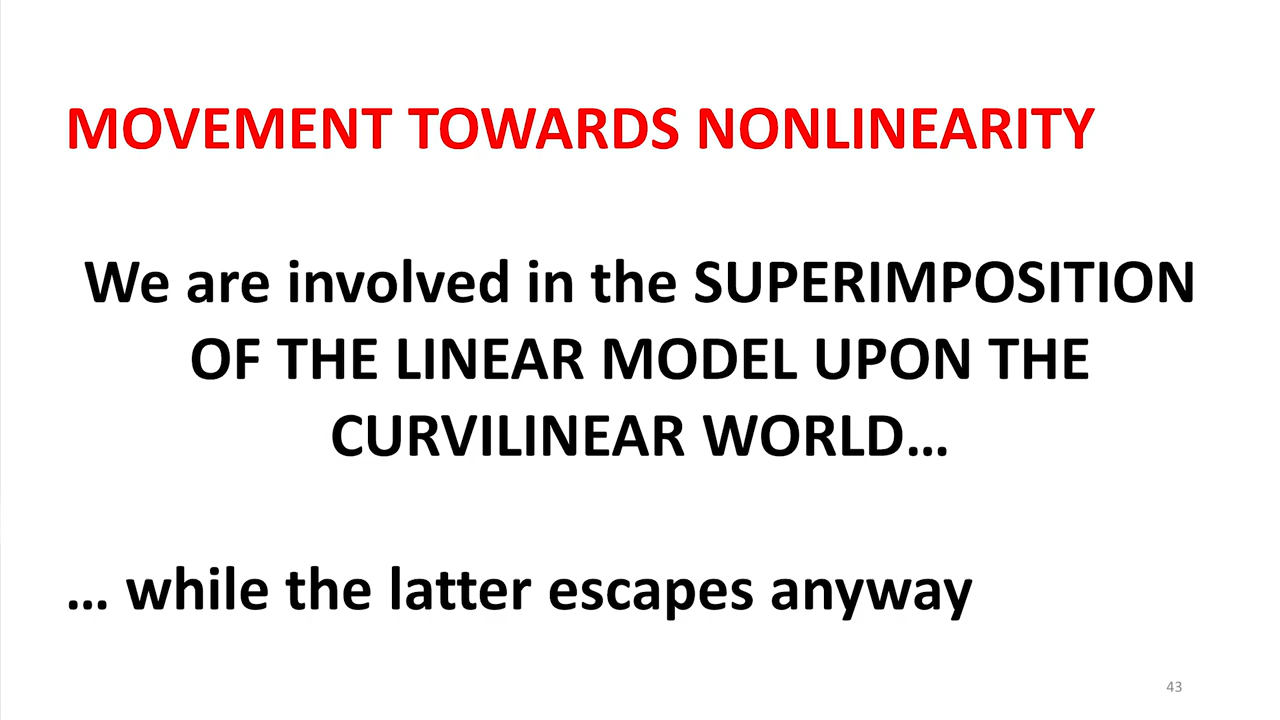 MOVEMENT TOWARDS NONLINEARITY
We are involved in the SUPERIMPOSITION
OF THE LINEAR MODEL UPON THE
CURVILINEAR WORLD…
… while the latter escapes anyway
43